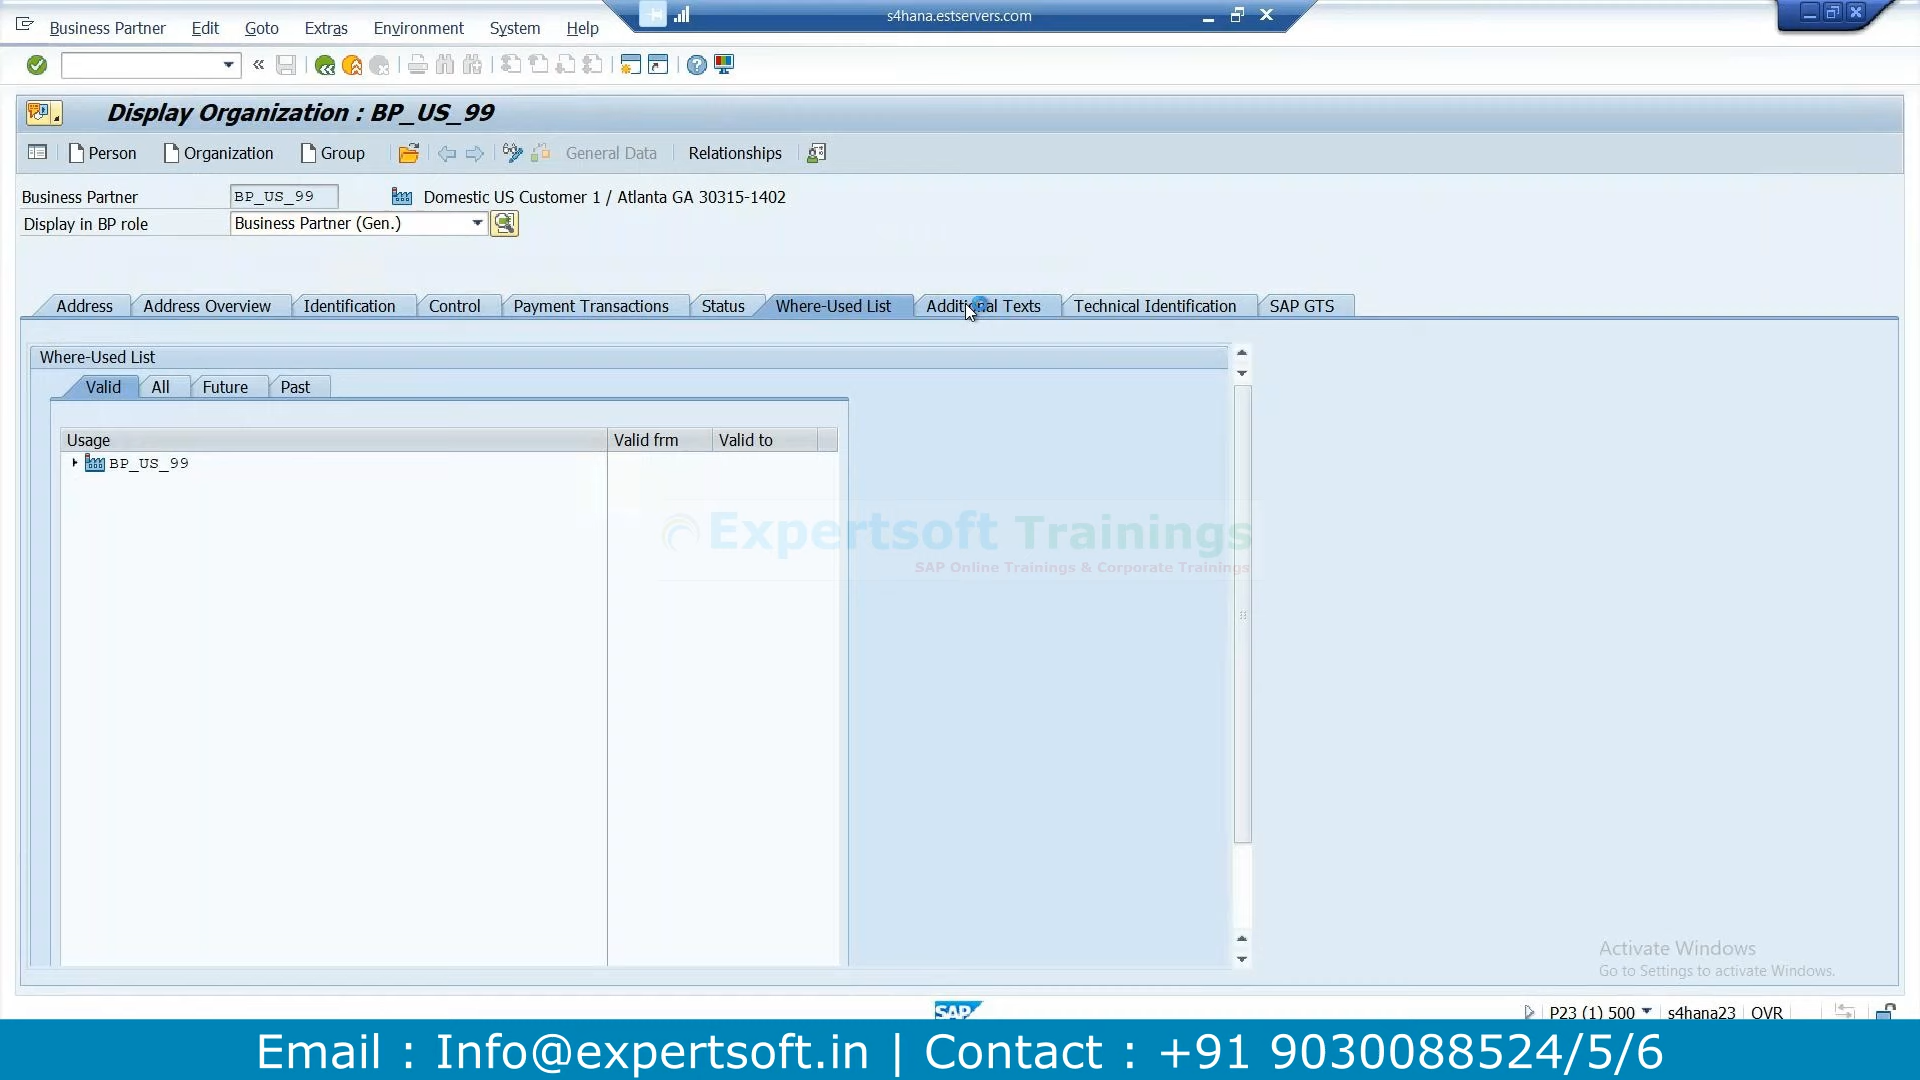 s4hana.estservers.com
Business Partner Edit Goto Extras Environment System Help
Display Organization : BP_US_99
Person Organization Group General Data Relationships
Business Partner BP_US_99 Domestic US Customer 1 / Atlanta GA 30315-1402
Display in BP role Business Partner (Gen.)
Address Address Overview Identification Control Payment Transactions Status Where-Used List Additional Texts Technical Identification SAP GTS
Where-Used List
Valid All Future Past
Usage Valid frm Valid to
BP_US_99
Expertsoft Trainings
SAP Online Trainings & Corporate Trainings
Activate Windows
Go to Settings to activate Windows.
SAP P23 (1) 500 s4hana23 OVR
Email : Info@expertsoft.in | Contact : +91 9030088524/5/6